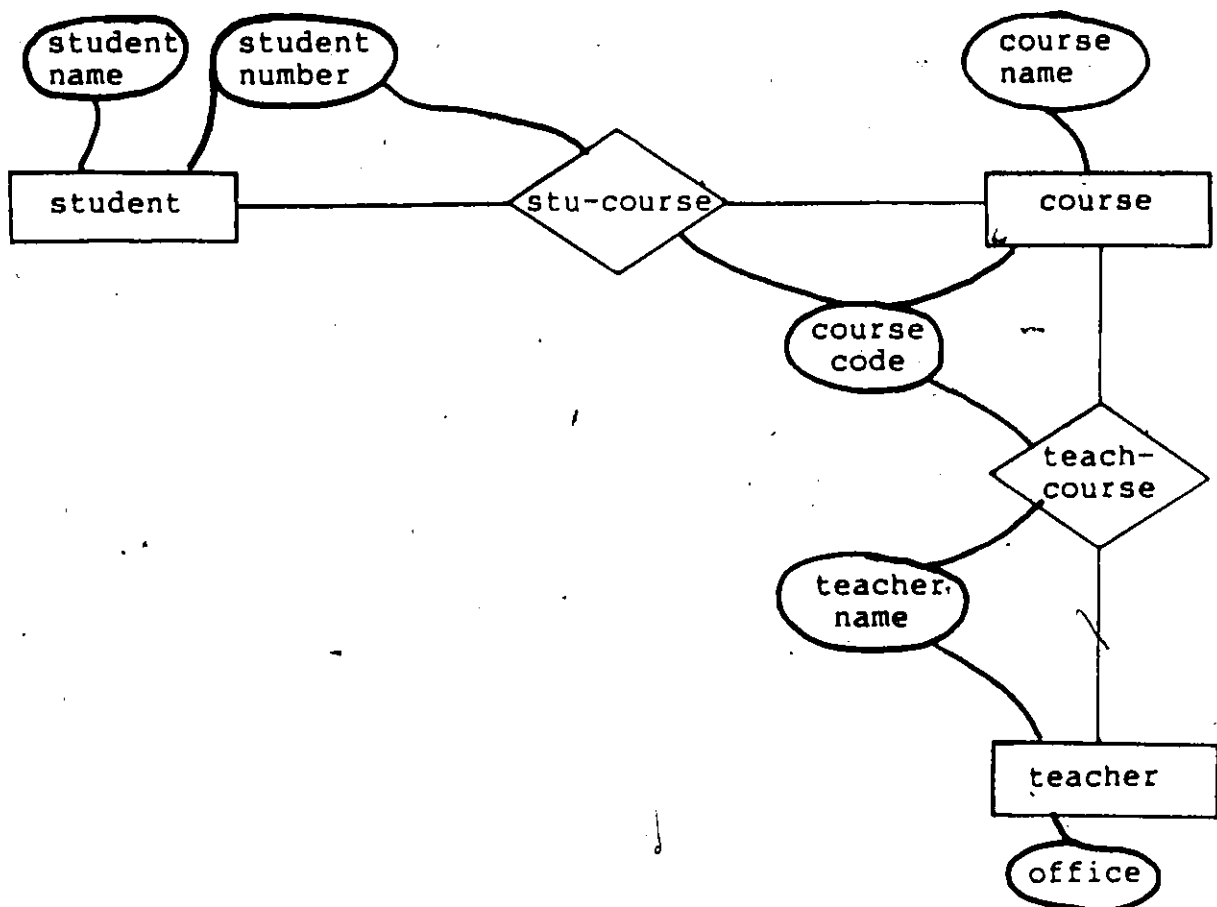 student
name
student
number
course
name
student
stu-course
course
course
code
teach-
course
teacher
name
teacher
office